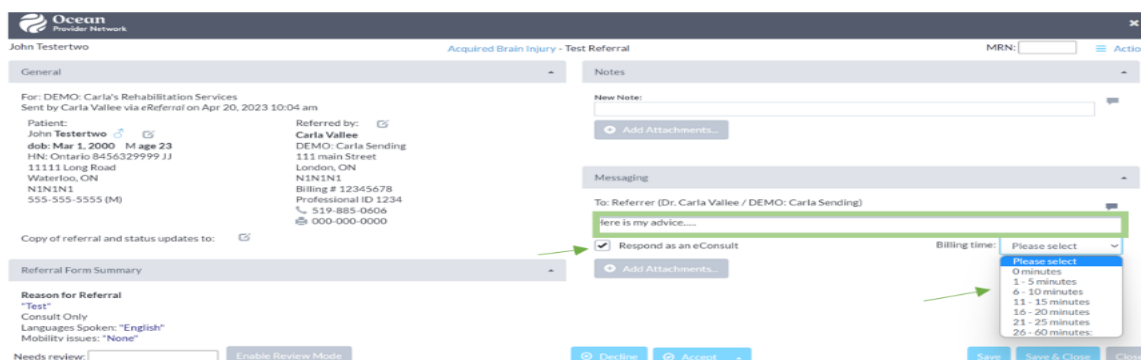 Ocean
Provider Network
John Testertwo
Acquired Brain Injury - Test Referral
MRN:
Actio
General
For: DEMO: Carla's Rehabilitation Services
Sent by Carla Vallee via eReferral on Apr 20, 2023 10:04 am
Patient:
John Testertwo
dob: Mar 1, 2000 M age 23
HN: Ontario 8456329999 JJ
11111 Long Road
Waterloo, ON
N1N1N1
555-555-5555 (M)
Referred by:
Carla Vallee
DEMO: Carla Sending
111 main Street
London, ON
N1N1N1
Billing # 12345678
Professional ID 1234
519-885-0606
000-000-0000
Copy of referral and status updates to:
Referral Form Summary
Reason for Referral
"Test"
Consult Only
Languages Spoken: "English"
Mobility issues: "None"
Needs review:
Enable Review Mode
Notes
New Note:
Add Attachments...
Messaging
To: Referrer (Dr. Carla Vallee / DEMO: Carla Sending)
Here is my advice.....
Respond as an eConsult
Billing time:
Please select
Add Attachments...
Please select
0 minutes
1 - 5 minutes
6 - 10 minutes
11 - 15 minutes
16 - 20 minutes
21 - 25 minutes
26 - 60 minutes:
Decline
Accept
Save
Save & Close
Close